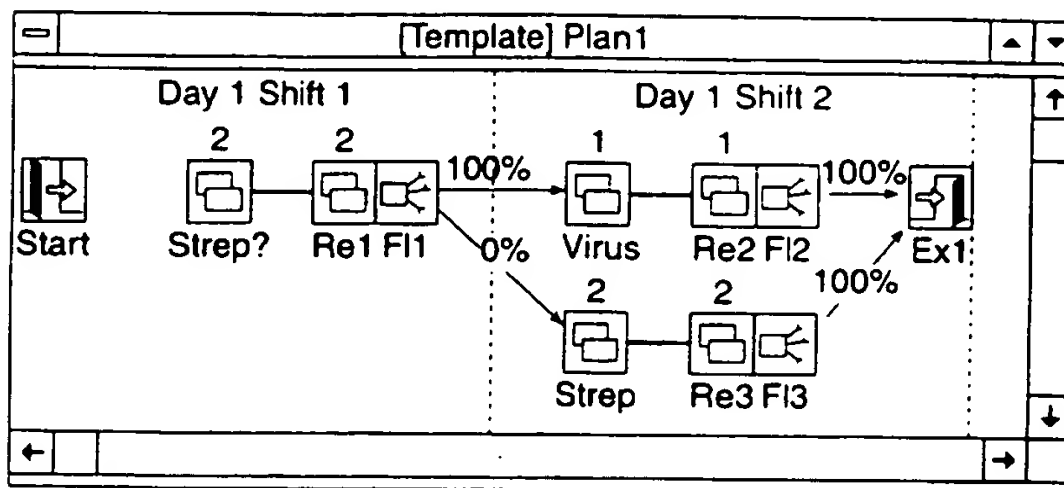 [Template] Plan1
Day 1 Shift 1
Day 1 Shift 2
2
2
1
1
100%
100%
Start
Strep?
Re1 Fl1
0%
Virus
Re2 Fl2
Ex1
100%
2
2
Strep
Re3 Fl3